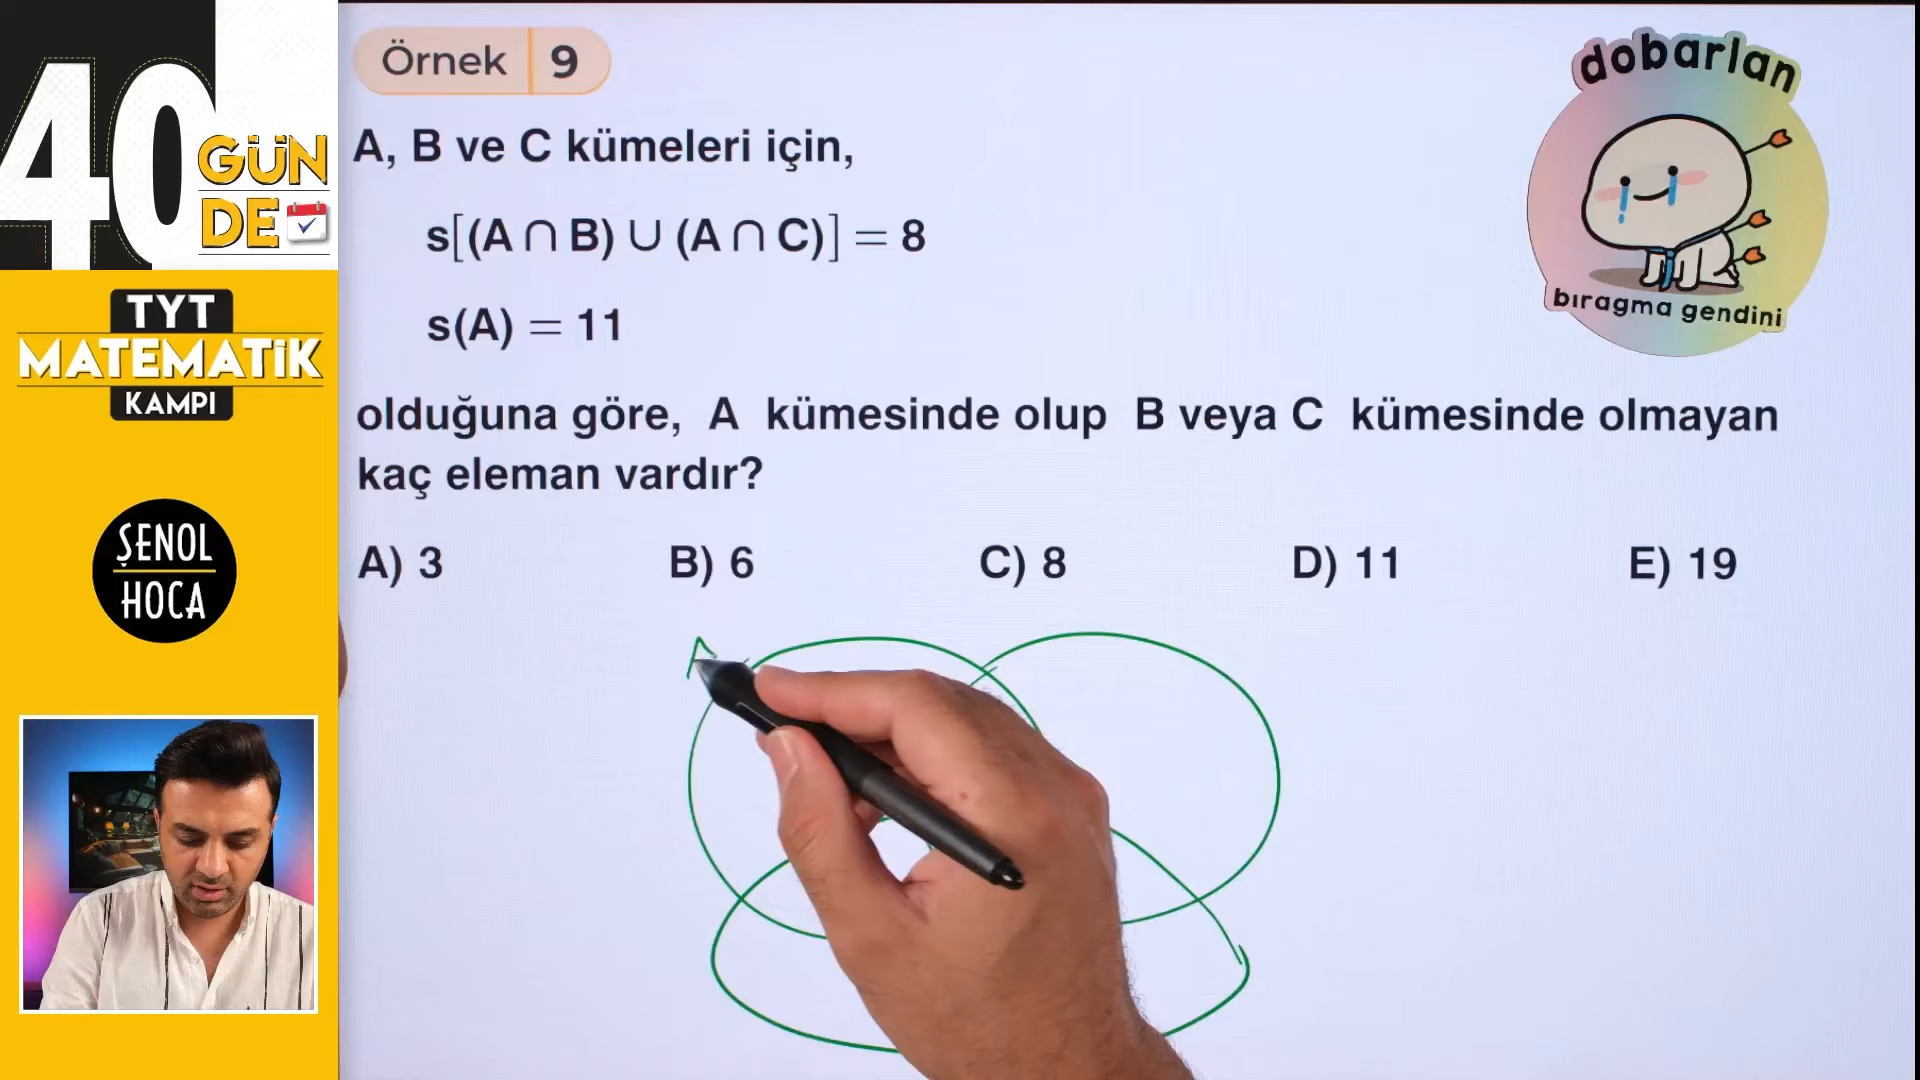 40
GÜN
DE
TYT
MATEMATİK
KAMPI
ŞENOL
HOCA
Örnek 9
dobarlan
bıragma gendini
A, B ve C kümeleri için,
s[(A ∩ B) ∪ (A ∩ C)] = 8
s(A) = 11
olduğuna göre, A kümesinde olup B veya C kümesinde olmayan
kaç eleman vardır?
A) 3 B) 6 C) 8 D) 11 E) 19
A